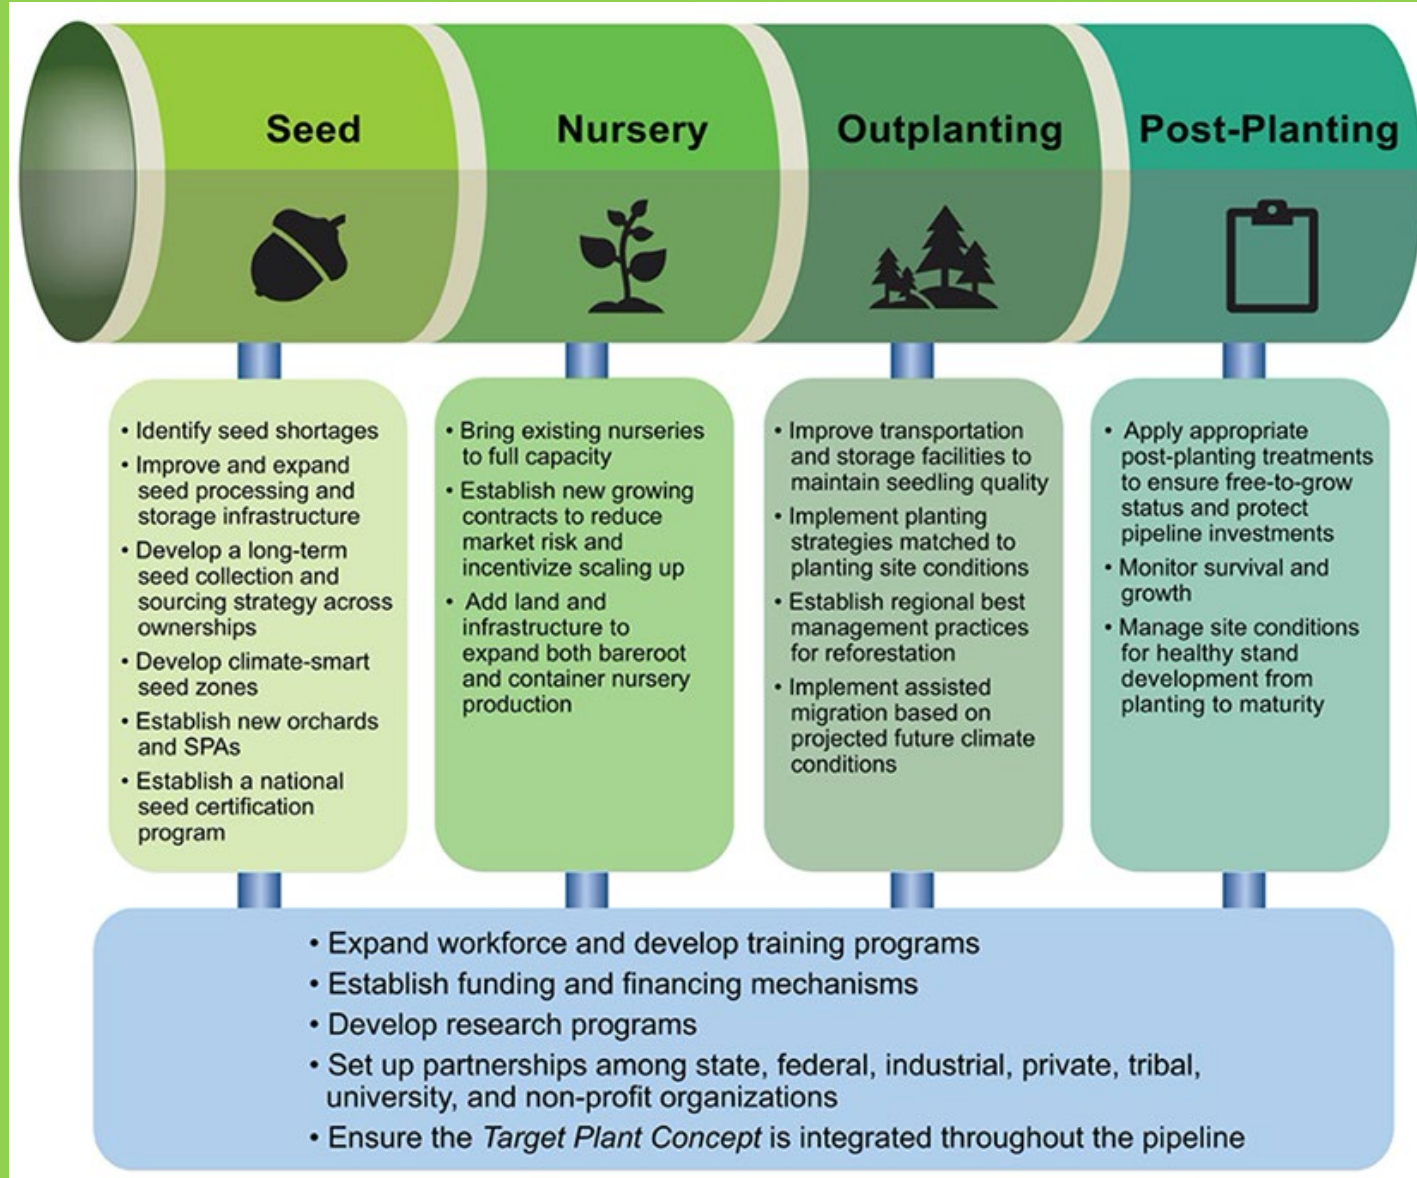 Seed
Nursery
Outplanting
Post-Planting
• Identify seed shortages
• Improve and expand
seed processing and
storage infrastructure
• Develop a long-term
seed collection and
sourcing strategy across
ownerships
• Develop climate-smart
seed zones
• Establish new orchards
and SPAs
• Establish a national
seed certification
program
• Bring existing nurseries
to full capacity
• Establish new growing
contracts to reduce
market risk and
incentivize scaling up
• Add land and
infrastructure to
expand both bareroot
and container nursery
production
• Improve transportation
and storage facilities to
maintain seedling quality
• Implement planting
strategies matched to
planting site conditions
• Establish regional best
management practices
for reforestation
• Implement assisted
migration based on
projected future climate
conditions
• Apply appropriate
post-planting treatments
to ensure free-to-grow
status and protect
pipeline investments
• Monitor survival and
growth
• Manage site conditions
for healthy stand
development from
planting to maturity
• Expand workforce and develop training programs
• Establish funding and financing mechanisms
• Develop research programs
• Set up partnerships among state, federal, industrial, private, tribal,
university, and non-profit organizations
• Ensure the Target Plant Concept is integrated throughout the pipeline